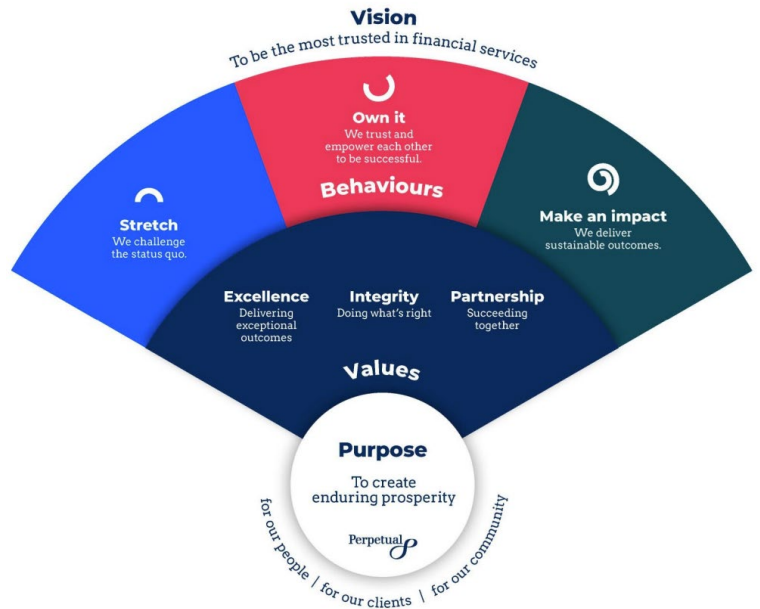 Vision
To be the most trusted in financial services
Own it
We trust and
empower each other
to be successful.
Behaviours
Stretch
We challenge
the status quo.
Make an impact
We deliver
sustainable outcomes.
Excellence
Delivering
exceptional
outcomes
Integrity
Doing what's right
Partnership
Succeeding
together
Values
Purpose
To create
enduring prosperity
Perpetual
for our people | for our clients | for our community